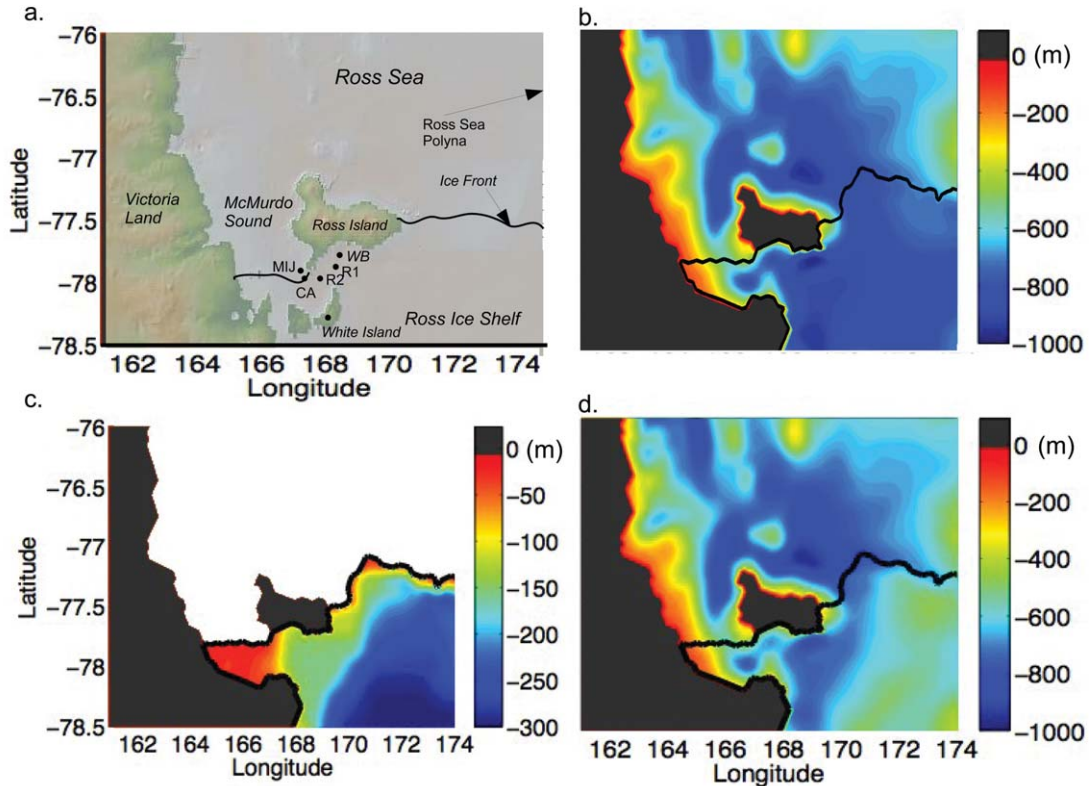 a.
-76
-76.5
-77
-77.5
-78
-78.5
Latitude
Ross Sea
Ross Sea
Polyna
Ice Front
Victoria
Land
McMurdo
Sound
Ross Island
WB
MIJ
R1
R2
CA
White Island
Ross Ice Shelf
162 164 166 168 170 172 174
Longitude
b.
0 (m)
-200
-400
-600
-800
-1000
c.
-76
-76.5
-77
-77.5
-78
-78.5
Latitude
162 164 166 168 170 172 174
Longitude
0 (m)
-50
-100
-150
-200
-250
-300
d.
0 (m)
-200
-400
-600
-800
-1000
162 164 166 168 170 172 174
Longitude